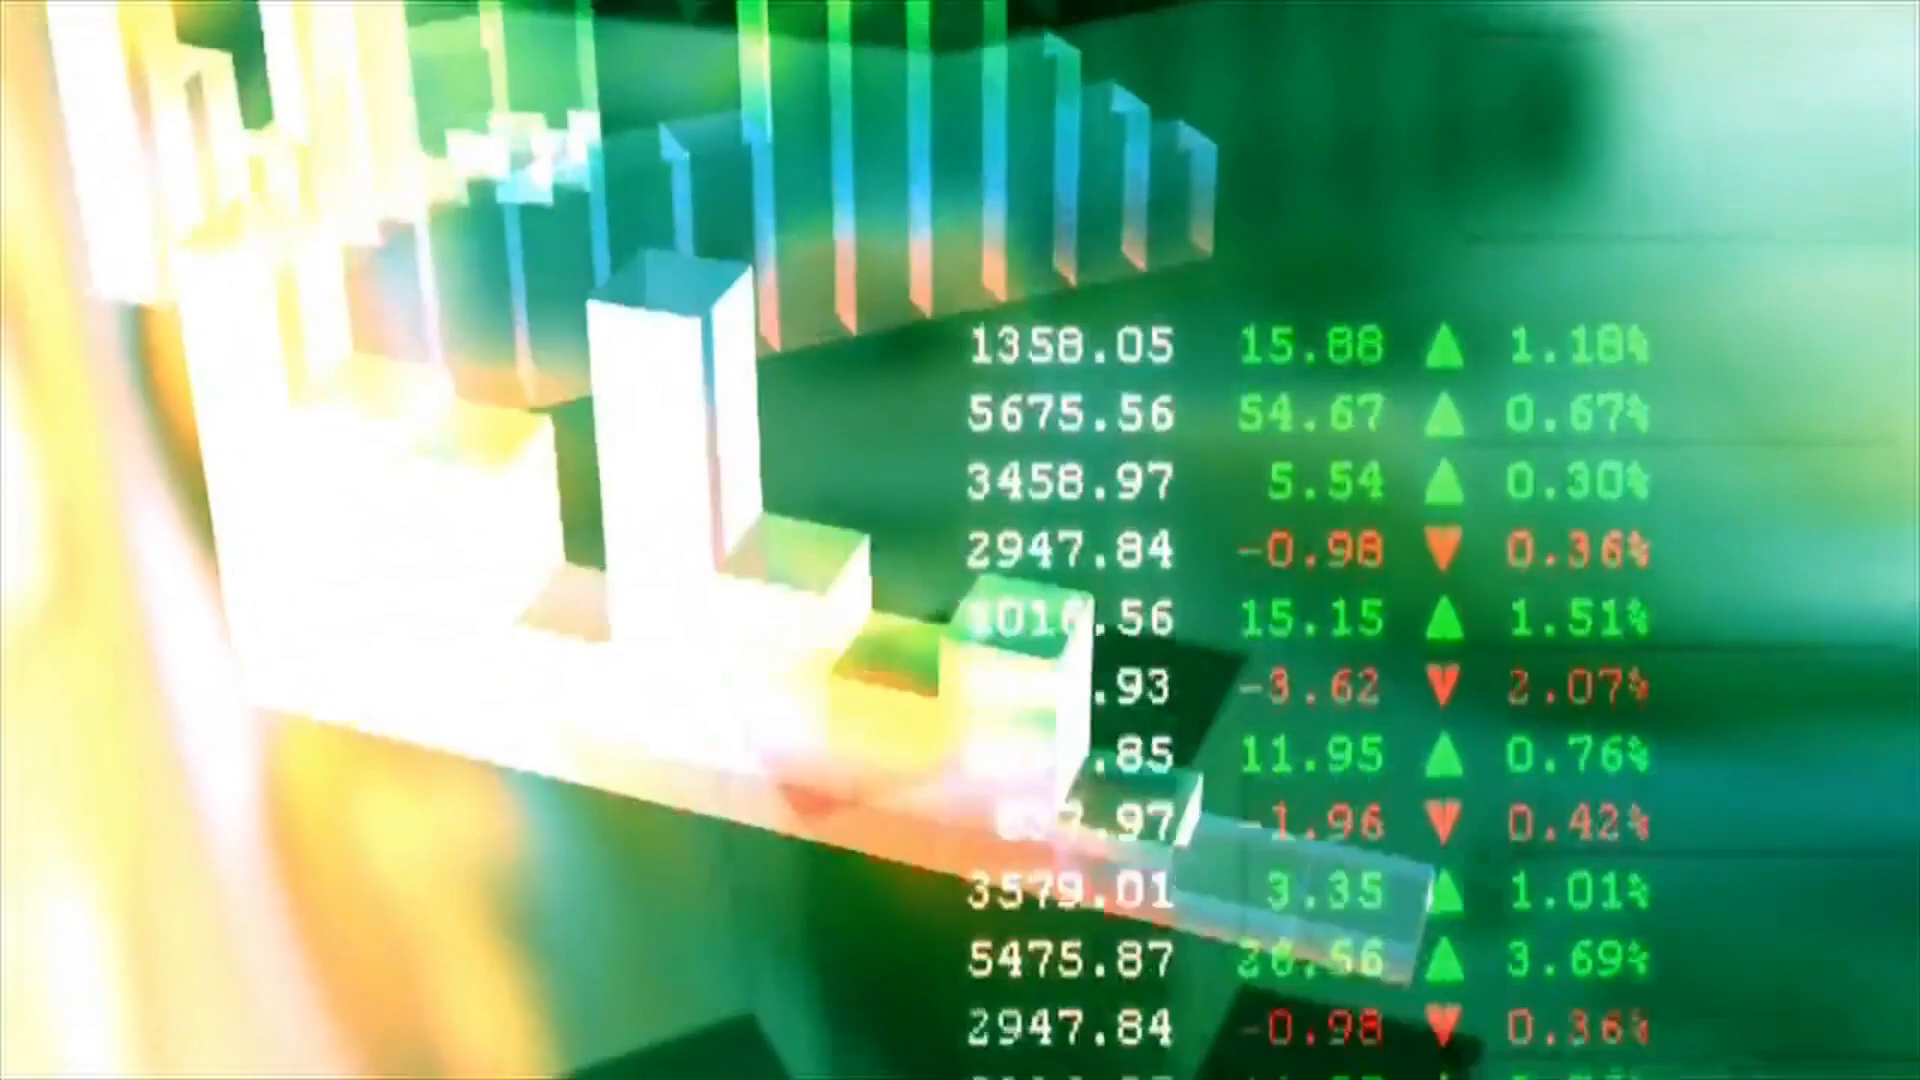 1358.05 15.88 ▲ 1.18%
5675.56 54.67 ▲ 0.67%
3458.97 5.54 ▲ 0.30%
2947.84 -0.98 ▼ 0.36%
1016.56 15.15 ▲ 1.51%
.93 -3.62 ▼ 2.07%
.85 11.95 ▲ 0.76%
-1.96 ▼ 0.42%
3579.01 3.35 ▲ 1.01%
5475.87 ▲ 3.69%
2947.84 -0.98 ▼ 0.36%